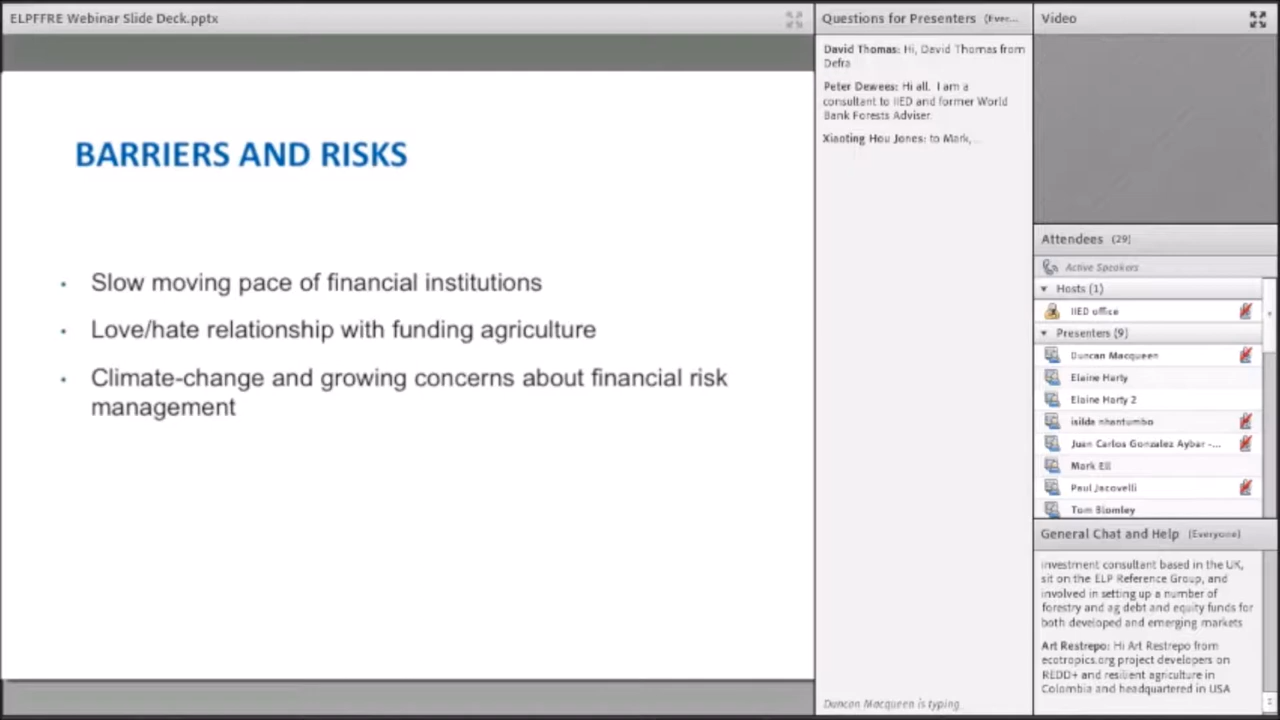 ELPFFRE Webinar Slide Deck.pptx
BARRIERS AND RISKS
• Slow moving pace of financial institutions
• Love/hate relationship with funding agriculture
• Climate-change and growing concerns about financial risk
management
Questions for Presenters (Ever...
David Thomas: Hi, David Thomas from
Defra
Peter Dewees: Hi all. I am a
consultant to IIED and former World
Bank Forests Adviser.
Xiaoting Hou Jones: to Mark,...
Duncan Macqueen is typing
Video
Attendees (29)
Active Speakers
Hosts (1)
IIED office
Presenters (9)
Duncan Macqueen
Elaine Harty
Elaine Harty 2
isilda nhantumbo
Juan Carlos Gonzalez Aybar -...
Mark Ell
Paul Jacovelli
Tom Blomley
General Chat and Help (Everyone)
investment consultant based in the UK,
sit on the ELP Reference Group, and
involved in setting up a number of
forestry and ag debt and equity funds for
both developed and emerging markets
Art Restrepo: Hi Art Restrepo from
ecotropics.org project developers on
REDD+ and resilient agriculture in
Colombia and headquartered in USA